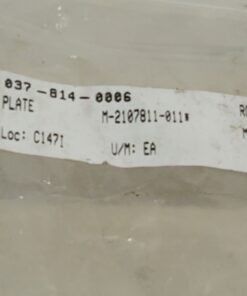 037-814-0006
PLATE M-2107811-011*
Loc: C147I U/M: EA